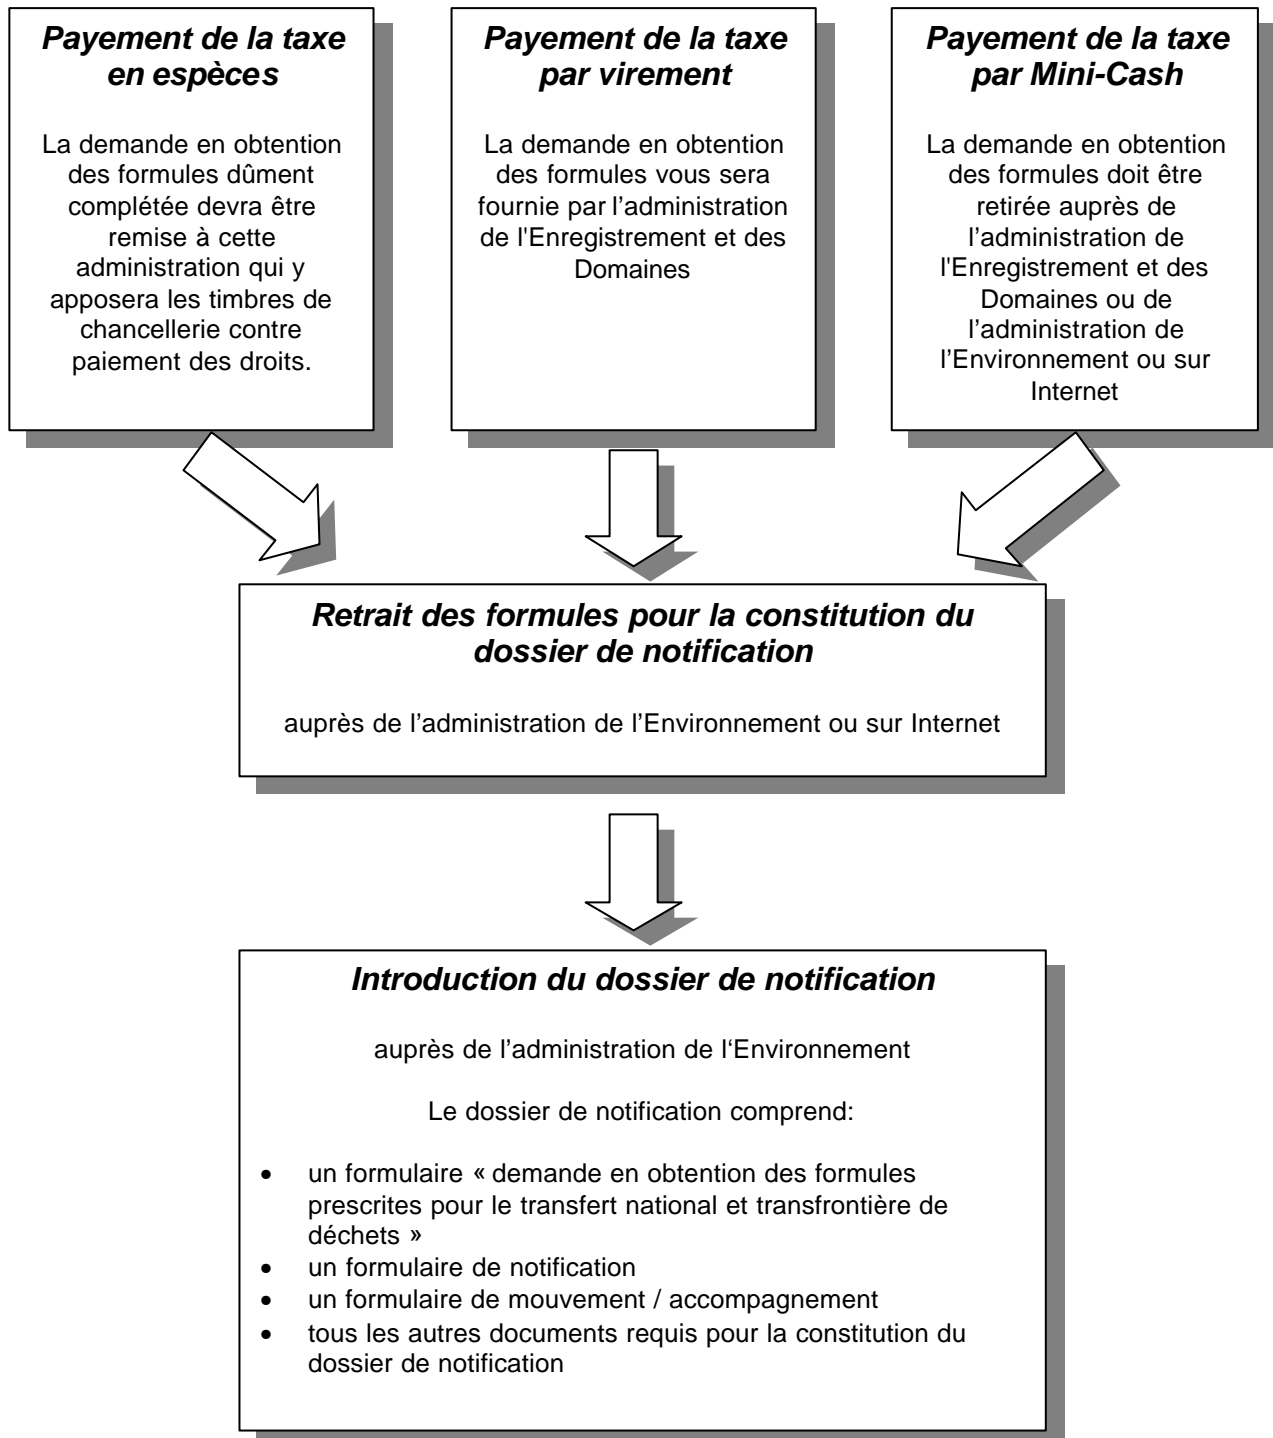 Payement de la taxe
en espèces
La demande en obtention
des formules dûment
complétée devra être
remise à cette
administration qui y
apposera les timbres de
chancellerie contre
paiement des droits.
Payement de la taxe
par virement
La demande en obtention
des formules vous sera
fournie par l’administration
de l'Enregistrement et des
Domaines
Payement de la taxe
par Mini-Cash
La demande en obtention
des formules doit être
retirée auprès de
l’administration de
l'Enregistrement et des
Domaines ou de
l’administration de
l’Environnement ou sur
Internet
Retrait des formules pour la constitution du
dossier de notification
auprès de l’administration de l’Environnement ou sur Internet
Introduction du dossier de notification
auprès de l’administration de l‘Environnement
Le dossier de notification comprend:
• un formulaire « demande en obtention des formules
prescrites pour le transfert national et transfrontière de
déchets »
• un formulaire de notification
• un formulaire de mouvement / accompagnement
• tous les autres documents requis pour la constitution du
dossier de notification